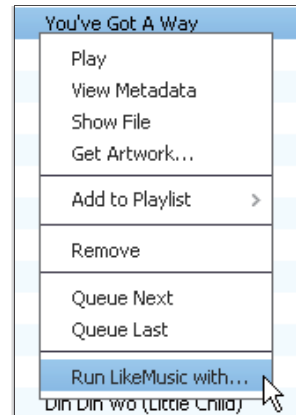 You've Got A Way
Play
View Metadata
Show File
Get Artwork...
Add to Playlist >
Remove
Queue Next
Queue Last
Run LikeMusic with...
Din Din Wo (Little Child)